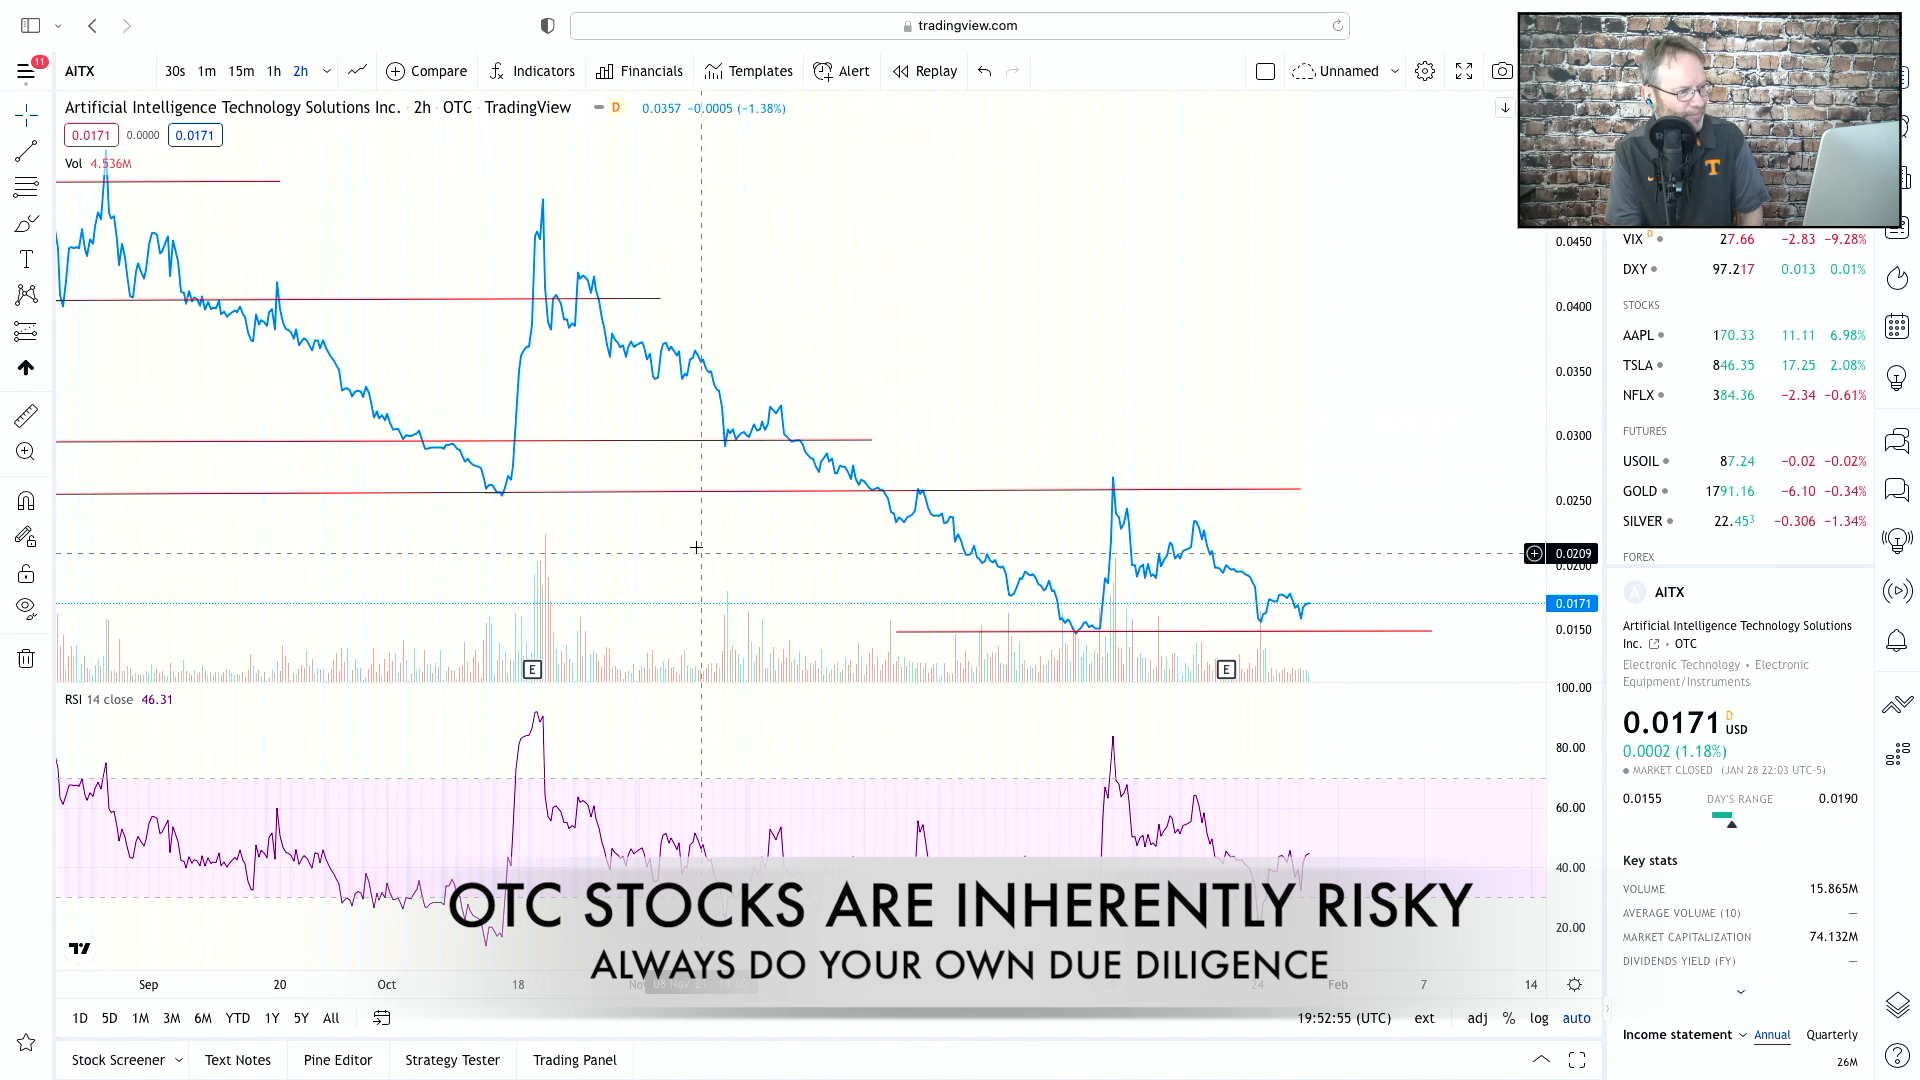 tradingview.com
11
AITX
30s 1m 15m 1h 2h
Compare
Indicators
Financials
Templates
Alert
Replay
Unnamed
Artificial Intelligence Technology Solutions Inc. 2h OTC TradingView D 0.0357 −0.0005 (−1.38%)
0.0171 0.0000 0.0171
Vol 4.536M
0.0450
0.0400
0.0350
0.0300
0.0250
0.0209
0.0200
0.0171
0.0150
E
E
RSI 14 close 46.31
100.00
80.00
60.00
40.00
20.00
OTC STOCKS ARE INHERENTLY RISKY
ALWAYS DO YOUR OWN DUE DILIGENCE
Sep 20 Oct 18 08 Nov '21 24 Feb 7 14
1D 5D 1M 3M 6M YTD 1Y 5Y All
19:52:55 (UTC) ext adj % log auto
Stock Screener Text Notes Pine Editor Strategy Tester Trading Panel
T
VIX D 27.66 −2.83 −9.28%
DXY 97.217 0.013 0.01%
STOCKS
AAPL 170.33 11.11 6.98%
TSLA 846.35 17.25 2.08%
NFLX 384.36 −2.34 −0.61%
FUTURES
USOIL 87.24 −0.02 −0.02%
GOLD 1791.16 −6.10 −0.34%
SILVER 22.453 −0.306 −1.34%
FOREX
A AITX
Artificial Intelligence Technology Solutions
Inc. • OTC
Electronic Technology • Electronic
Equipment/Instruments
0.0171 D USD
0.0002 (1.18%)
MARKET CLOSED (JAN 28 22:03 UTC-5)
0.0155 DAY'S RANGE 0.0190
Key stats
VOLUME 15.865M
AVERAGE VOLUME (10) —
MARKET CAPITALIZATION 74.132M
DIVIDENDS YIELD (FY) —
Income statement Annual Quarterly
26M